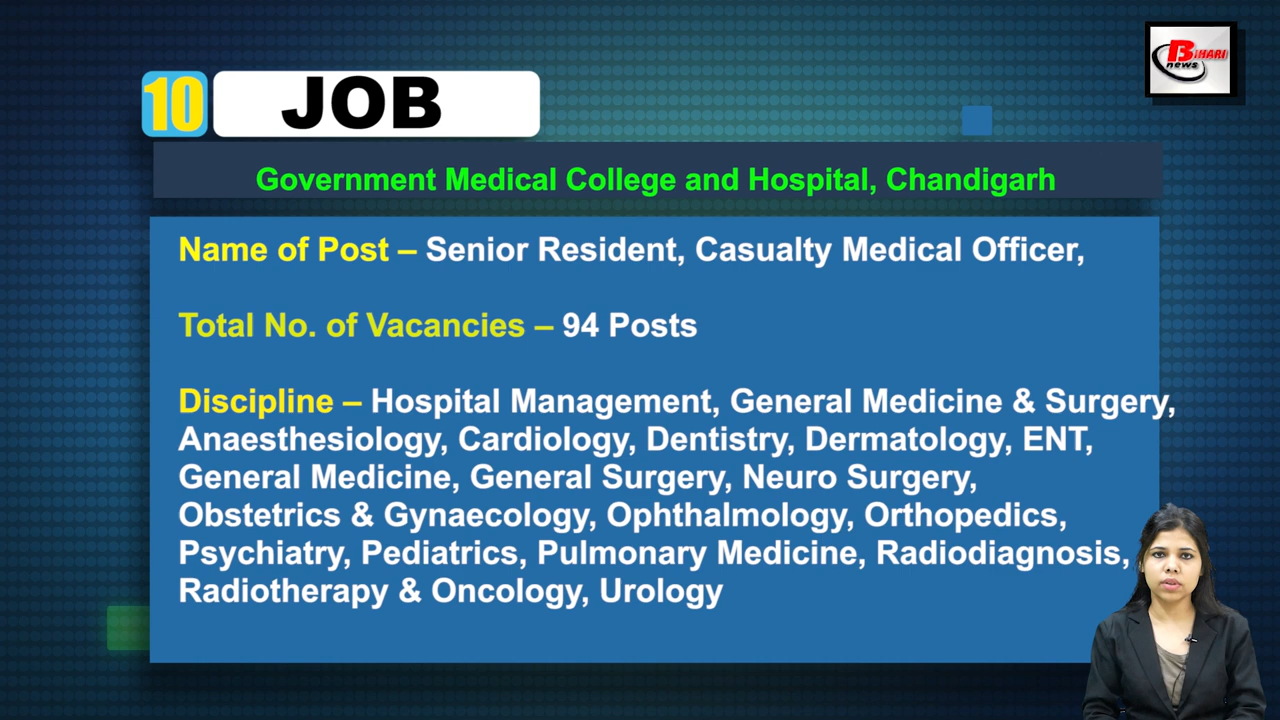 BIHARI
news
10 JOB
Government Medical College and Hospital, Chandigarh
Name of Post – Senior Resident, Casualty Medical Officer,
Total No. of Vacancies – 94 Posts
Discipline – Hospital Management, General Medicine & Surgery,
Anaesthesiology, Cardiology, Dentistry, Dermatology, ENT,
General Medicine, General Surgery, Neuro Surgery,
Obstetrics & Gynaecology, Ophthalmology, Orthopedics,
Psychiatry, Pediatrics, Pulmonary Medicine, Radiodiagnosis,
Radiotherapy & Oncology, Urology